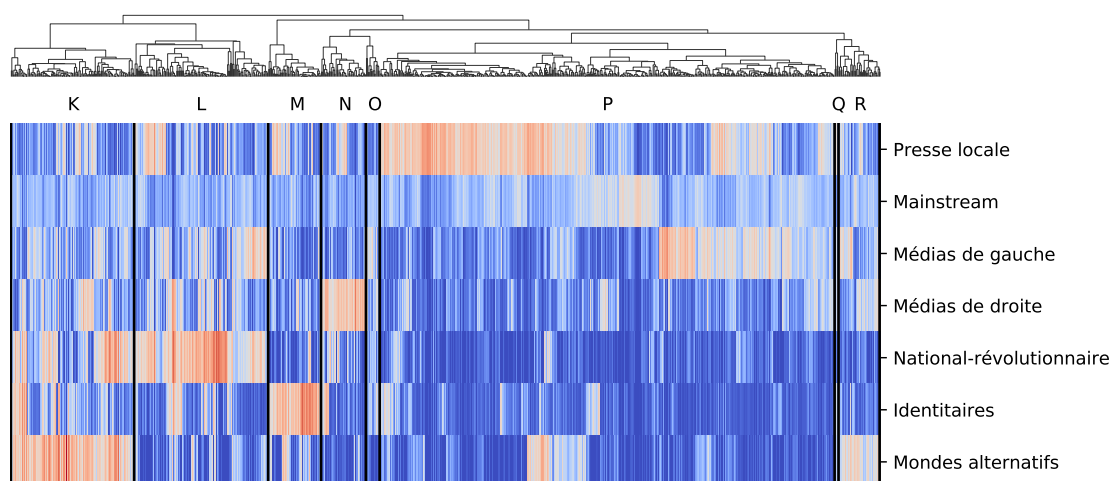 K L M N O P Q R
Presse locale
Mainstream
Médias de gauche
Médias de droite
National-révolutionnaire
Identitaires
Mondes alternatifs